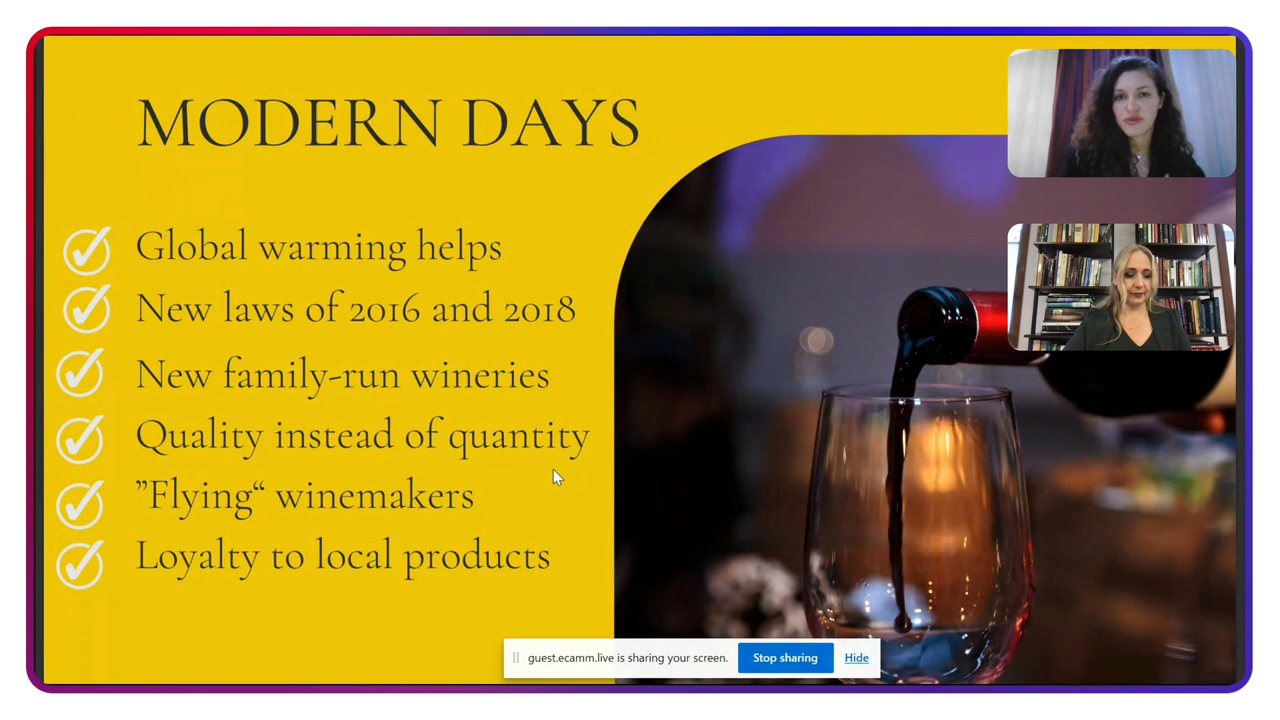 MODERN DAYS
Global warming helps
New laws of 2016 and 2018
New family-run wineries
Quality instead of quantity
”Flying“ winemakers
Loyalty to local products
guest.ecamm.live is sharing your screen.
Stop sharing
Hide